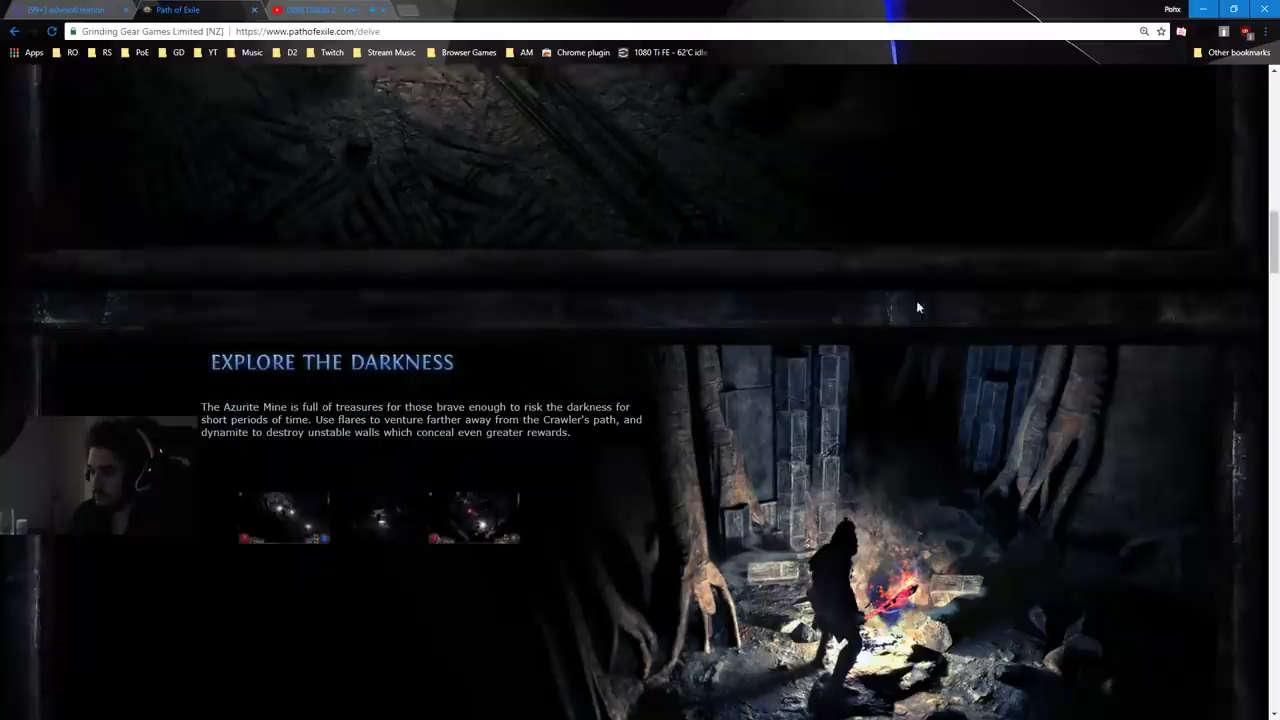 Path of Exile
Pohx
Grinding Gear Games Limited [NZ]
https://www.pathofexile.com/delve
Apps
RO
RS
PoE
GD
YT
Music
D2
Twitch
Stream Music
Browser Games
AM
Chrome plugin
1080 Ti FE - 62°C idle
Other bookmarks
EXPLORE THE DARKNESS
The Azurite Mine is full of treasures for those brave enough to risk the darkness for
short periods of time. Use flares to venture farther away from the Crawler's path, and
dynamite to destroy unstable walls which conceal even greater rewards.